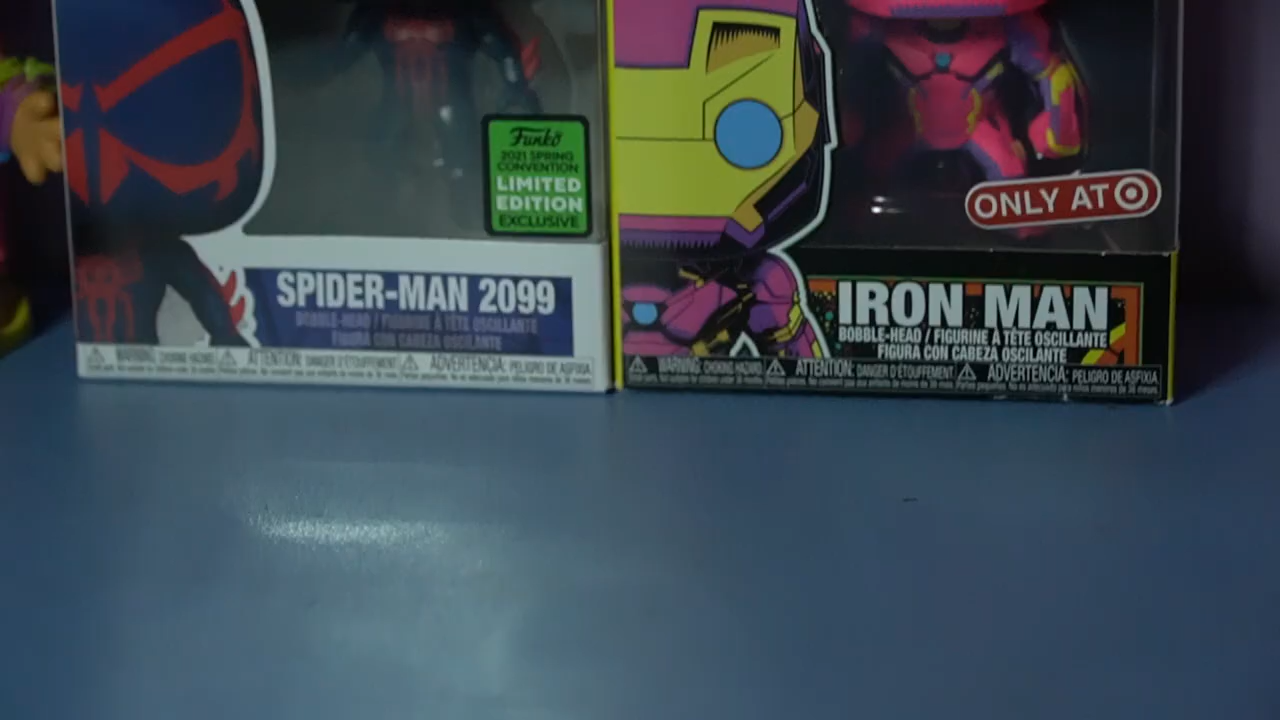 Funko
2021 SPRING
CONVENTION
LIMITED
EDITION
EXCLUSIVE
SPIDER-MAN 2099
BOBBLE-HEAD / FIGURINE À TÊTE OSCILLANTE
FIGURA CON CABEZA OSCILANTE
WARNING: CHOKING HAZARD ATTENTION: DANGER D'ÉTOUFFEMENT ADVERTENCIA: PELIGRO DE ASFIXIA
ONLY AT
IRON MAN
BOBBLE-HEAD / FIGURINE À TÊTE OSCILLANTE
FIGURA CON CABEZA OSCILANTE
WARNING: CHOKING HAZARD ATTENTION: DANGER D'ÉTOUFFEMENT ADVERTENCIA: PELIGRO DE ASFIXIA